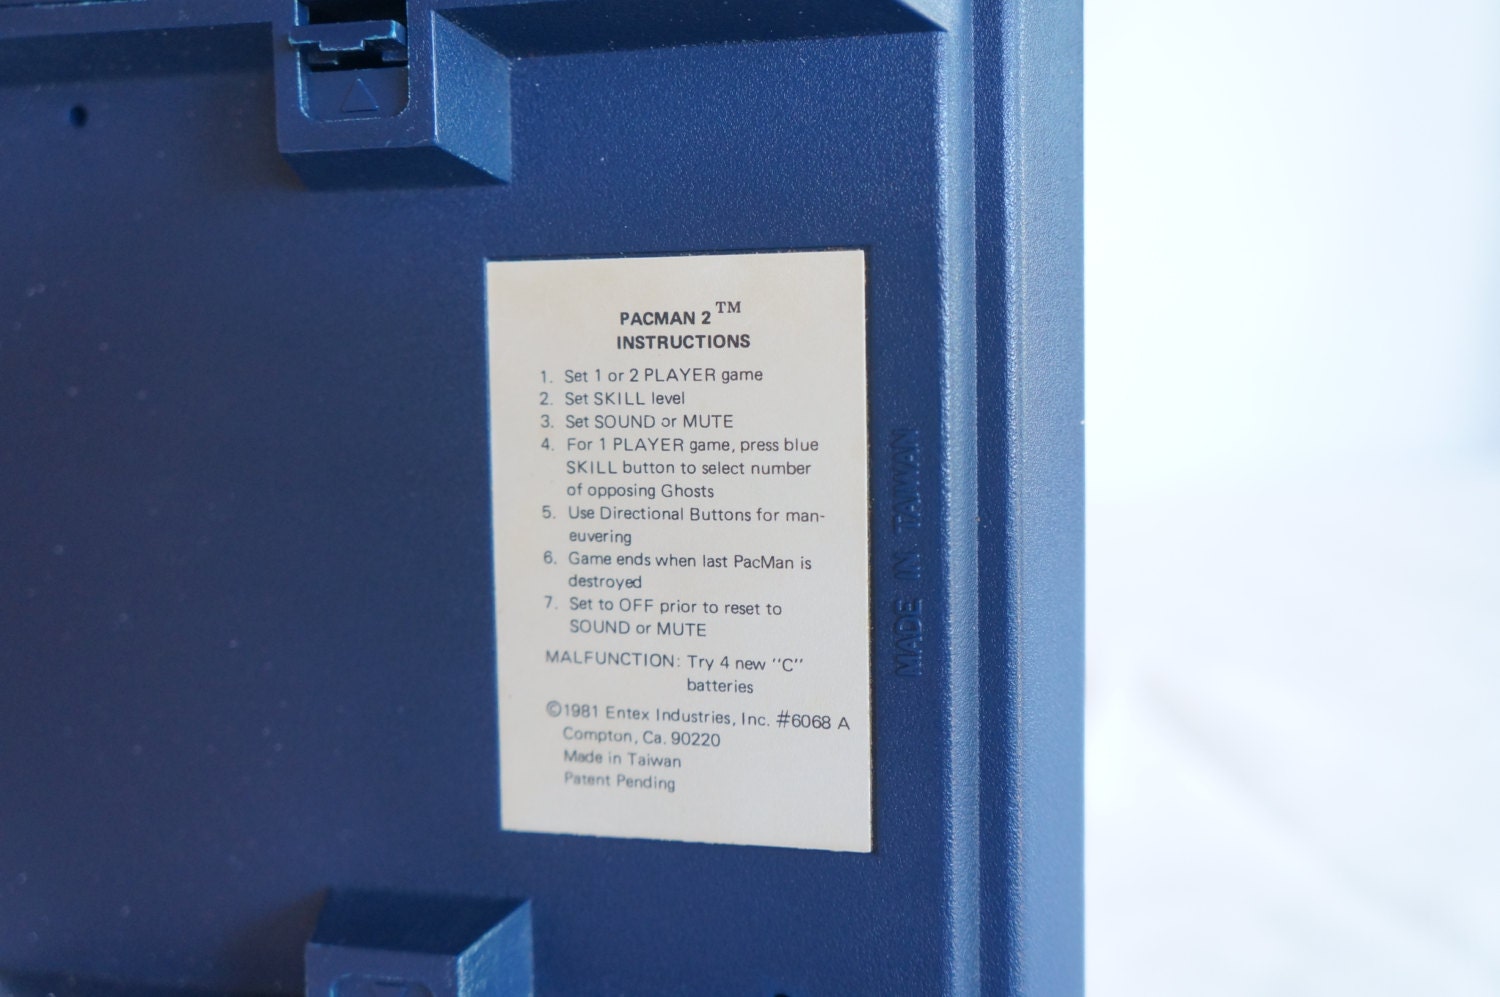 PACMAN 2 ™
INSTRUCTIONS
1. Set 1 or 2 PLAYER game
2. Set SKILL level
3. Set SOUND or MUTE
4. For 1 PLAYER game, press blue
SKILL button to select number
of opposing Ghosts
5. Use Directional Buttons for man-
euvering
6. Game ends when last PacMan is
destroyed
7. Set to OFF prior to reset to
SOUND or MUTE
MALFUNCTION: Try 4 new "C"
batteries
©1981 Entex Industries, Inc. #6068 A
Compton, Ca. 90220
Made in Taiwan
Patent Pending
MADE IN TAIWAN